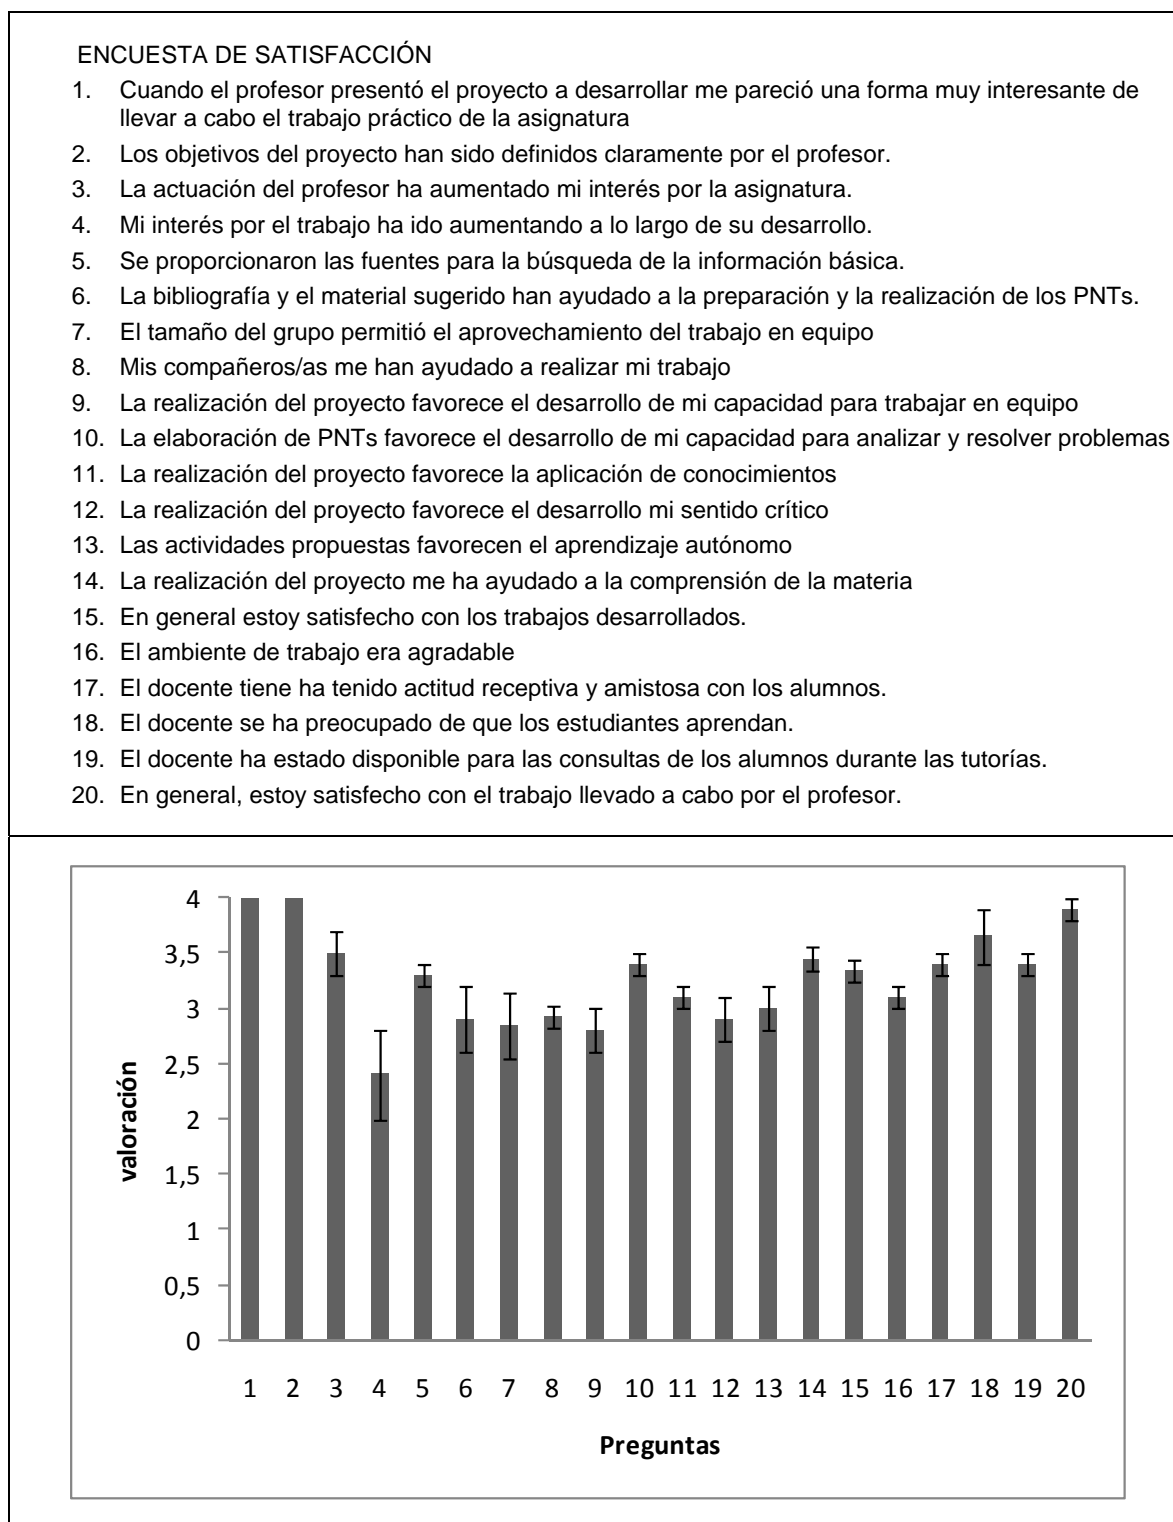 ENCUESTA DE SATISFACCIÓN
1. Cuando el profesor presentó el proyecto a desarrollar me pareció una forma muy interesante de
llevar a cabo el trabajo práctico de la asignatura
2. Los objetivos del proyecto han sido definidos claramente por el profesor.
3. La actuación del profesor ha aumentado mi interés por la asignatura.
4. Mi interés por el trabajo ha ido aumentando a lo largo de su desarrollo.
5. Se proporcionaron las fuentes para la búsqueda de la información básica.
6. La bibliografía y el material sugerido han ayudado a la preparación y la realización de los PNTs.
7. El tamaño del grupo permitió el aprovechamiento del trabajo en equipo
8. Mis compañeros/as me han ayudado a realizar mi trabajo
9. La realización del proyecto favorece el desarrollo de mi capacidad para trabajar en equipo
10. La elaboración de PNTs favorece el desarrollo de mi capacidad para analizar y resolver problemas
11. La realización del proyecto favorece la aplicación de conocimientos
12. La realización del proyecto favorece el desarrollo mi sentido crítico
13. Las actividades propuestas favorecen el aprendizaje autónomo
14. La realización del proyecto me ha ayudado a la comprensión de la materia
15. En general estoy satisfecho con los trabajos desarrollados.
16. El ambiente de trabajo era agradable
17. El docente tiene ha tenido actitud receptiva y amistosa con los alumnos.
18. El docente se ha preocupado de que los estudiantes aprendan.
19. El docente ha estado disponible para las consultas de los alumnos durante las tutorías.
20. En general, estoy satisfecho con el trabajo llevado a cabo por el profesor.
valoración
4
3,5
3
2,5
2
1,5
1
0,5
0
1 2 3 4 5 6 7 8 9 10 11 12 13 14 15 16 17 18 19 20
Preguntas